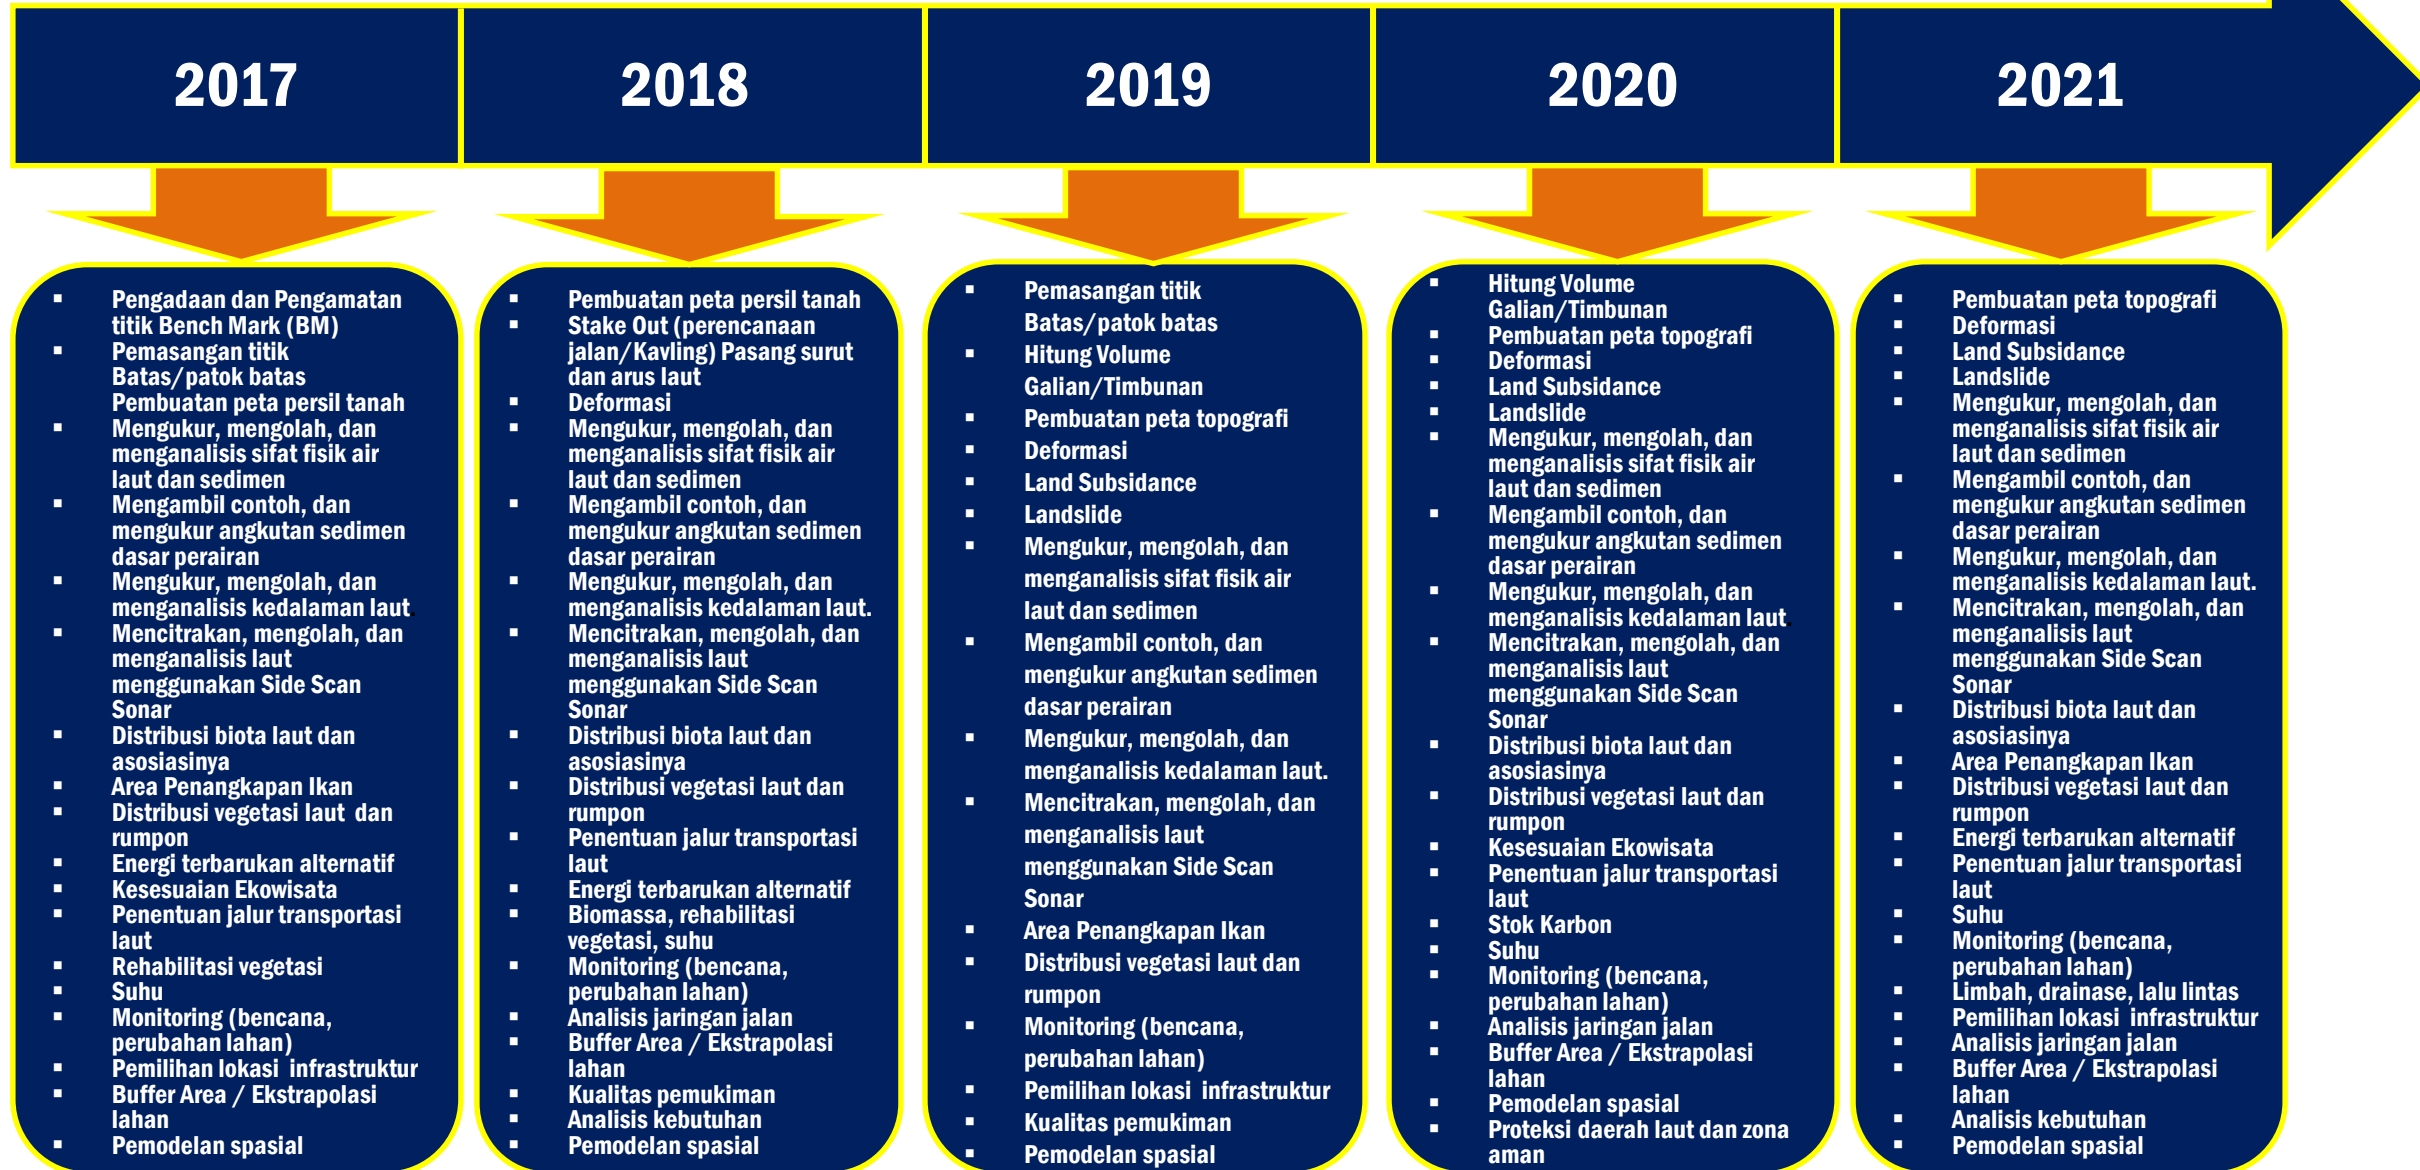 2017
2018
2019
2020
2021
▪ Pengadaan dan Pengamatan
titik Bench Mark (BM)
▪ Pemasangan titik
Batas/patok batas
Pembuatan peta persil tanah
▪ Mengukur, mengolah, dan
menganalisis sifat fisik air
laut dan sedimen
▪ Mengambil contoh, dan
mengukur angkutan sedimen
dasar perairan
▪ Mengukur, mengolah, dan
menganalisis kedalaman laut.
▪ Mencitrakan, mengolah, dan
menganalisis laut
menggunakan Side Scan
Sonar
▪ Distribusi biota laut dan
asosiasinya
▪ Area Penangkapan Ikan
▪ Distribusi vegetasi laut dan
rumpon
▪ Energi terbarukan alternatif
▪ Kesesuaian Ekowisata
▪ Penentuan jalur transportasi
laut
▪ Rehabilitasi vegetasi
▪ Suhu
▪ Monitoring (bencana,
perubahan lahan)
▪ Pemilihan lokasi infrastruktur
▪ Buffer Area / Ekstrapolasi
lahan
▪ Pemodelan spasial
▪ Pembuatan peta persil tanah
▪ Stake Out (perencanaan
jalan/Kavling) Pasang surut
dan arus laut
▪ Deformasi
▪ Mengukur, mengolah, dan
menganalisis sifat fisik air
laut dan sedimen
▪ Mengambil contoh, dan
mengukur angkutan sedimen
dasar perairan
▪ Mengukur, mengolah, dan
menganalisis kedalaman laut.
▪ Mencitrakan, mengolah, dan
menganalisis laut
menggunakan Side Scan
Sonar
▪ Distribusi biota laut dan
asosiasinya
▪ Distribusi vegetasi laut dan
rumpon
▪ Penentuan jalur transportasi
laut
▪ Energi terbarukan alternatif
▪ Biomassa, rehabilitasi
vegetasi, suhu
▪ Monitoring (bencana,
perubahan lahan)
▪ Analisis jaringan jalan
▪ Buffer Area / Ekstrapolasi
lahan
▪ Kualitas pemukiman
▪ Analisis kebutuhan
▪ Pemodelan spasial
▪ Pemasangan titik
Batas/patok batas
▪ Hitung Volume
Galian/Timbunan
▪ Pembuatan peta topografi
▪ Deformasi
▪ Land Subsidance
▪ Landslide
▪ Mengukur, mengolah, dan
menganalisis sifat fisik air
laut dan sedimen
▪ Mengambil contoh, dan
mengukur angkutan sedimen
dasar perairan
▪ Mengukur, mengolah, dan
menganalisis kedalaman laut.
▪ Mencitrakan, mengolah, dan
menganalisis laut
menggunakan Side Scan
Sonar
▪ Area Penangkapan Ikan
▪ Distribusi vegetasi laut dan
rumpon
▪ Monitoring (bencana,
perubahan lahan)
▪ Pemilihan lokasi infrastruktur
▪ Kualitas pemukiman
▪ Pemodelan spasial
▪ Hitung Volume
Galian/Timbunan
▪ Pembuatan peta topografi
▪ Deformasi
▪ Land Subsidance
▪ Landslide
▪ Mengukur, mengolah, dan
menganalisis sifat fisik air
laut dan sedimen
▪ Mengambil contoh, dan
mengukur angkutan sedimen
dasar perairan
▪ Mengukur, mengolah, dan
menganalisis kedalaman laut.
▪ Mencitrakan, mengolah, dan
menganalisis laut
menggunakan Side Scan
Sonar
▪ Distribusi biota laut dan
asosiasinya
▪ Distribusi vegetasi laut dan
rumpon
▪ Kesesuaian Ekowisata
▪ Penentuan jalur transportasi
laut
▪ Stok Karbon
▪ Suhu
▪ Monitoring (bencana,
perubahan lahan)
▪ Analisis jaringan jalan
▪ Buffer Area / Ekstrapolasi
lahan
▪ Pemodelan spasial
▪ Proteksi daerah laut dan zona
aman
▪ Pembuatan peta topografi
▪ Deformasi
▪ Land Subsidance
▪ Landslide
▪ Mengukur, mengolah, dan
menganalisis sifat fisik air
laut dan sedimen
▪ Mengambil contoh, dan
mengukur angkutan sedimen
dasar perairan
▪ Mengukur, mengolah, dan
menganalisis kedalaman laut.
▪ Mencitrakan, mengolah, dan
menganalisis laut
menggunakan Side Scan
Sonar
▪ Distribusi biota laut dan
asosiasinya
▪ Area Penangkapan Ikan
▪ Distribusi vegetasi laut dan
rumpon
▪ Energi terbarukan alternatif
▪ Penentuan jalur transportasi
laut
▪ Suhu
▪ Monitoring (bencana,
perubahan lahan)
▪ Limbah, drainase, lalu lintas
▪ Pemilihan lokasi infrastruktur
▪ Analisis jaringan jalan
▪ Buffer Area / Ekstrapolasi
lahan
▪ Analisis kebutuhan
▪ Pemodelan spasial